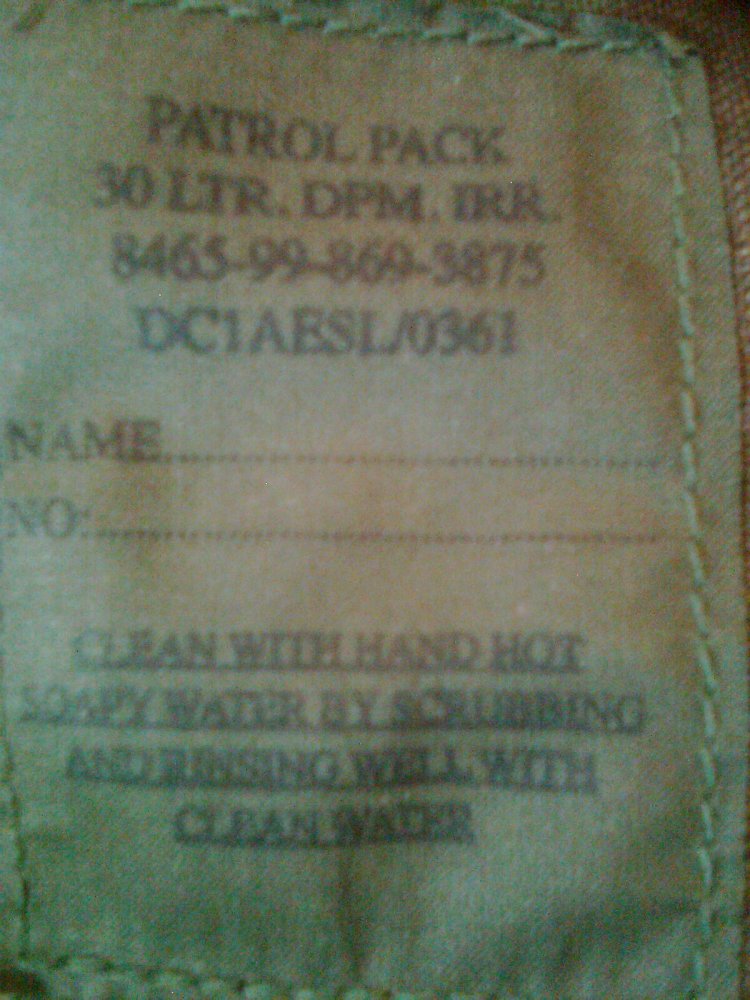 PATROL PACK
30 LTR. DPM. IRR.
8465-99-869-3875
DC1AESL/0361
NAME.............................................
NO:.................................................
CLEAN WITH HAND HOT
SOAPY WATER BY SCRUBBING
AND RINSING WELL WITH
CLEAN WATER